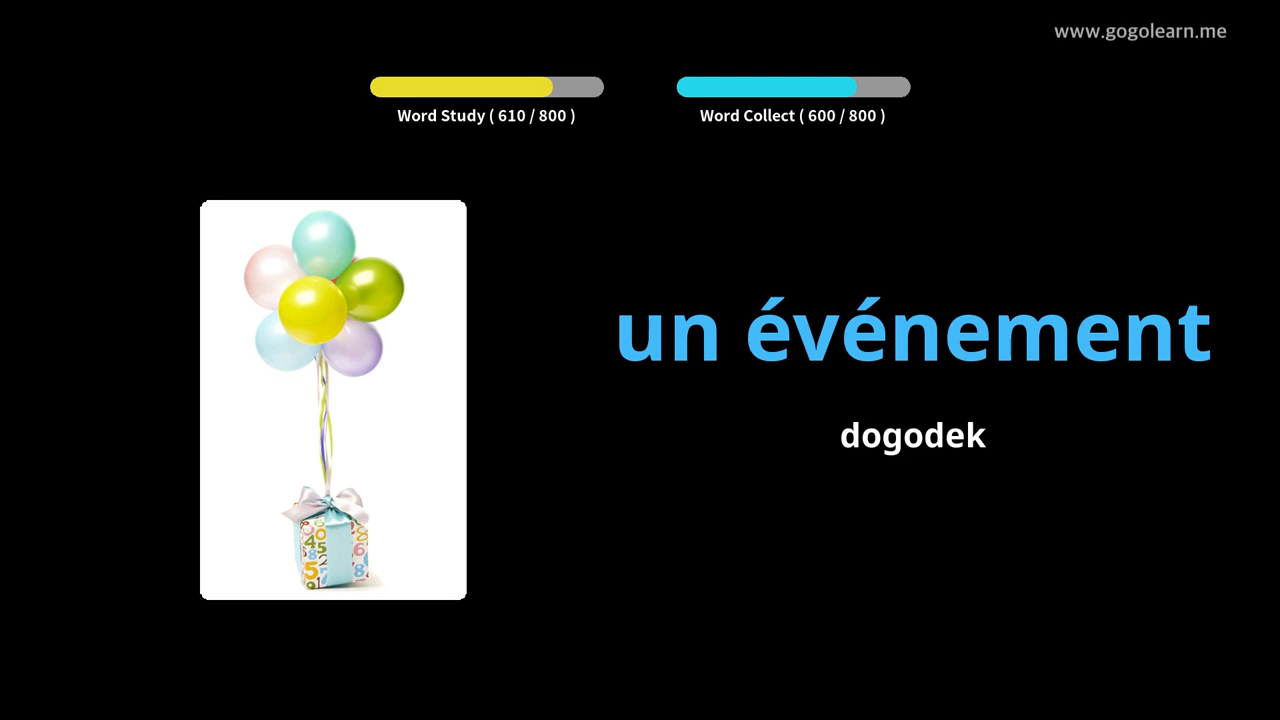 www.gogolearn.me
Word Study ( 610 / 800 )
Word Collect ( 600 / 800 )
un événement
dogodek